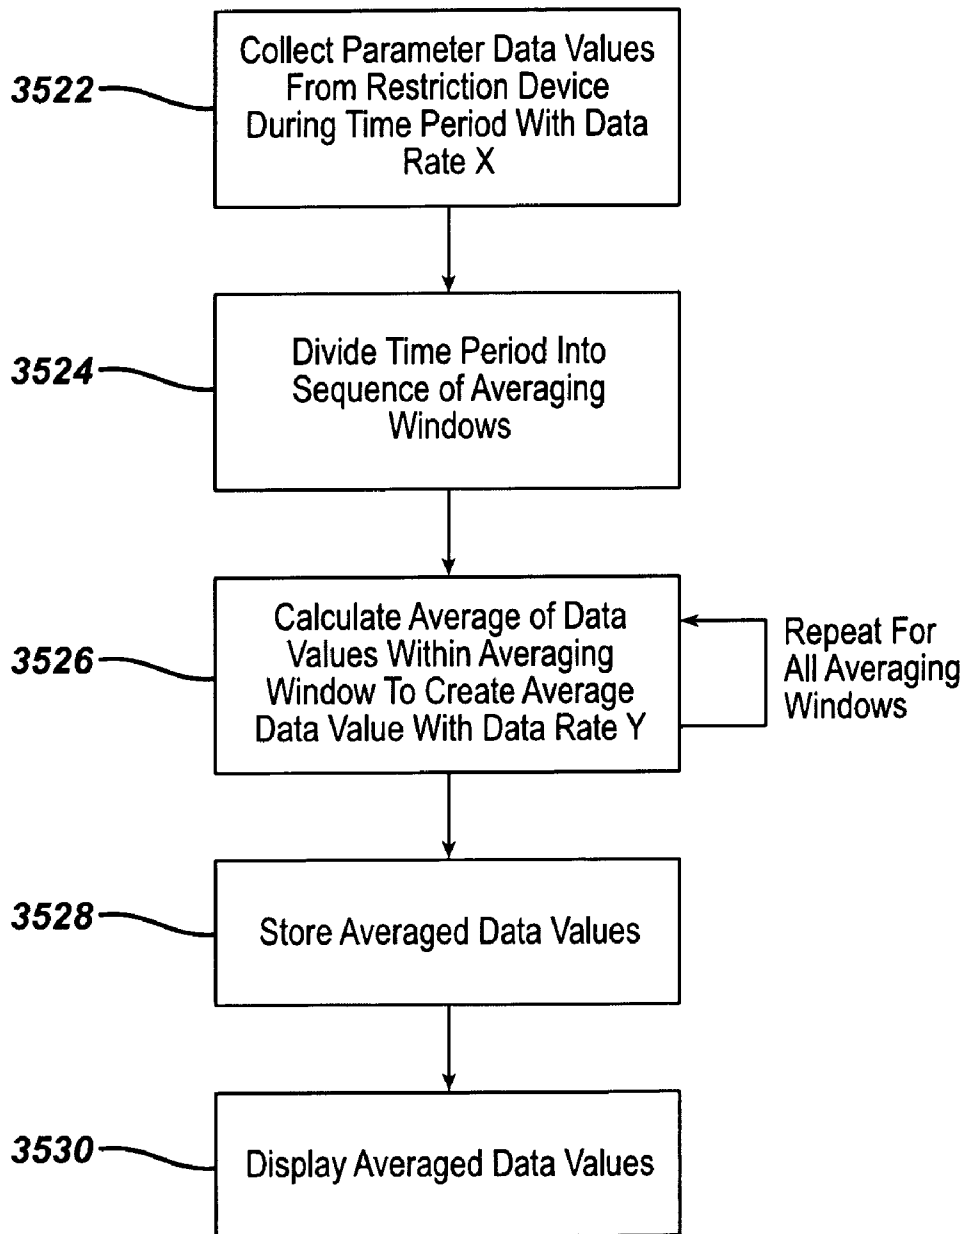 3522
Collect Parameter Data Values
From Restriction Device
During Time Period With Data
Rate X
3524
Divide Time Period Into
Sequence of Averaging
Windows
3526
Calculate Average of Data
Values Within Averaging
Window To Create Average
Data Value With Data Rate Y
Repeat For
All Averaging
Windows
3528
Store Averaged Data Values
3530
Display Averaged Data Values